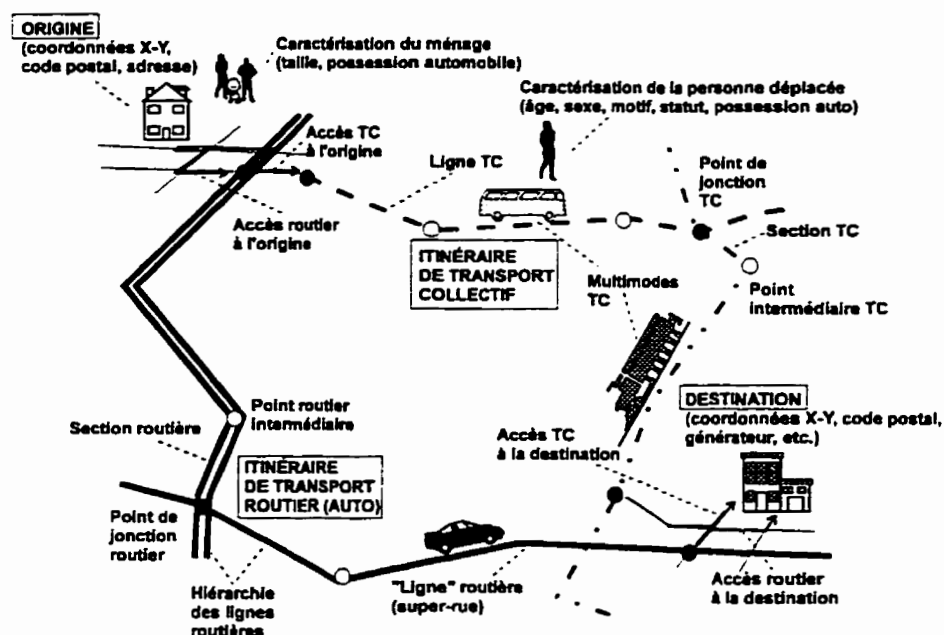 ORIGINE
(coordonnées X-Y,
code postal, adresse)
Caractérisation du ménage
(taille, possession automobile)
Caractérisation de la personne déplacée
(âge, sexe, motif, statut, possession auto)
Accès TC
à l'origine
Ligne TC
Point de
jonction
TC
Accès routier
à l'origine
Section TC
ITINÉRAIRE
DE TRANSPORT
COLLECTIF
Multimodes
TC
Point
intermédiaire TC
DESTINATION
(coordonnées X-Y, code postal,
générateur, etc.)
Point routier
intermédiaire
Section routière
Accès TC
à la destination
ITINÉRAIRE
DE TRANSPORT
ROUTIER (AUTO)
Point de
jonction
routier
Hiérarchie
des lignes
routières
"Ligne" routière
(super-rue)
Accès routier
à la destination